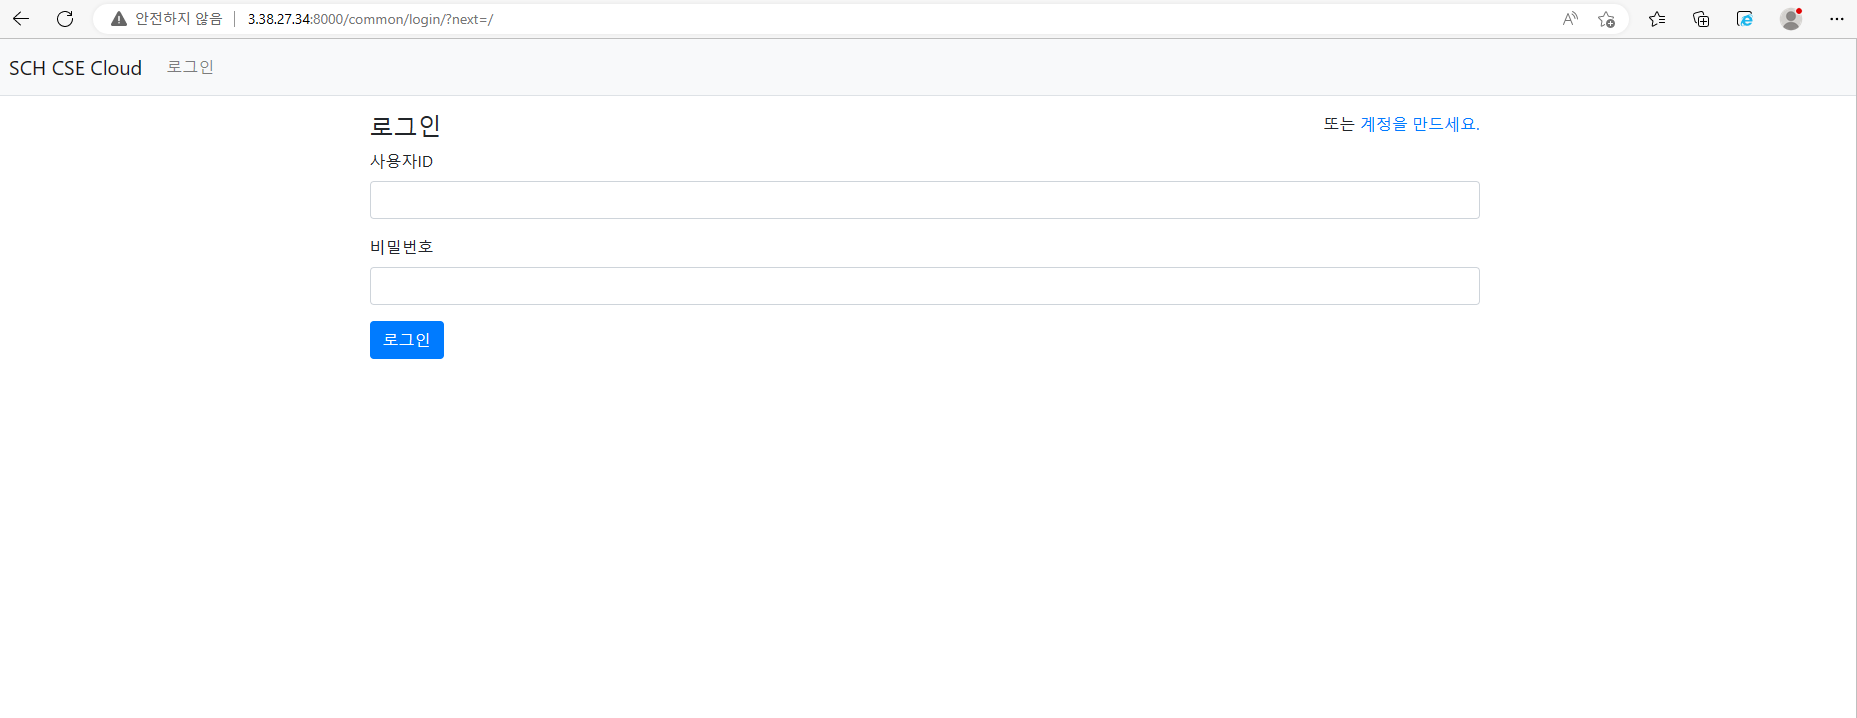 안전하지 않음 3.38.27.34:8000/common/login/?next=/
SCH CSE Cloud 로그인
로그인 또는 계정을 만드세요.
사용자ID
비밀번호
로그인